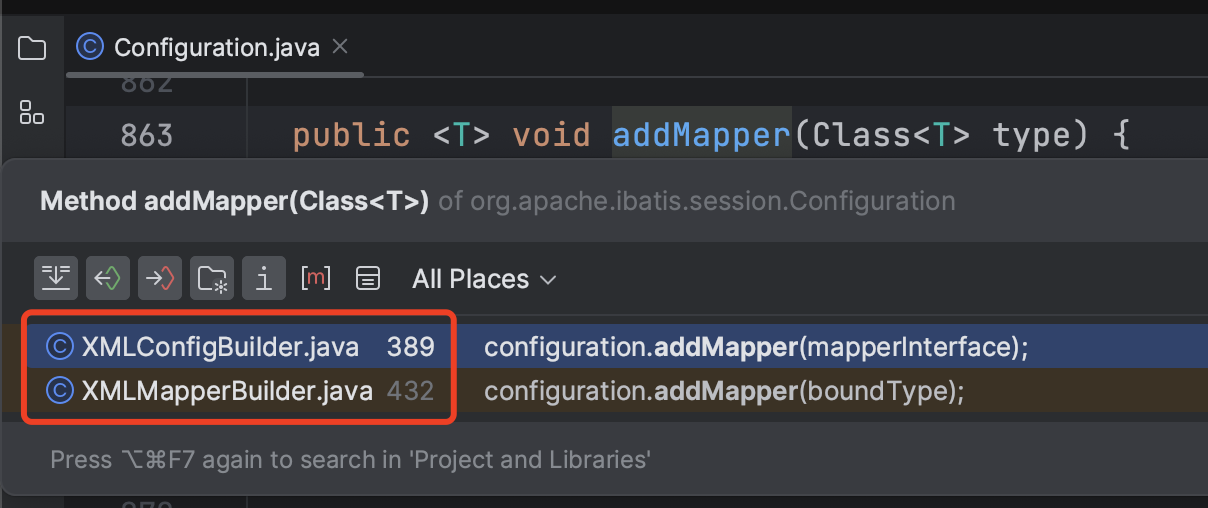 Configuration.java
862
863 public <T> void addMapper(Class<T> type) {
Method addMapper(Class<T>) of org.apache.ibatis.session.Configuration
[m] All Places
XMLConfigBuilder.java 389 configuration.addMapper(mapperInterface);
XMLMapperBuilder.java 432 configuration.addMapper(boundType);
Press ⌥⌘F7 again to search in 'Project and Libraries'